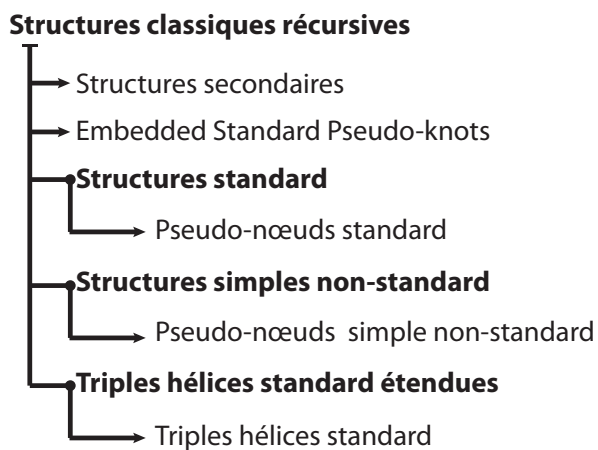 Structures classiques récursives
Structures secondaires
Embedded Standard Pseudo-knots
Structures standard
Pseudo-nœuds standard
Structures simples non-standard
Pseudo-nœuds simple non-standard
Triples hélices standard étendues
Triples hélices standard